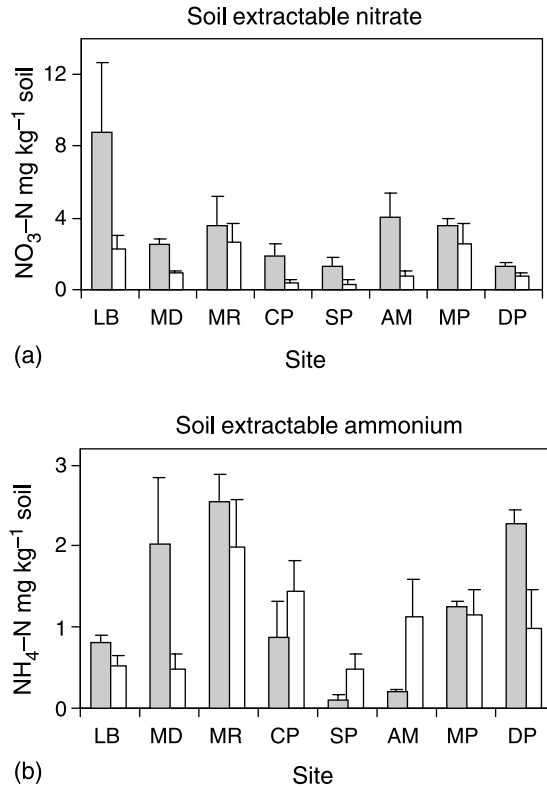 Soil extractable nitrate
NO₃–N mg kg⁻¹ soil
12
8
4
0
LB MD MR CP SP AM MP DP
(a)
Site
Soil extractable ammonium
NH₄–N mg kg⁻¹ soil
3
2
1
0
LB MD MR CP SP AM MP DP
(b)
Site